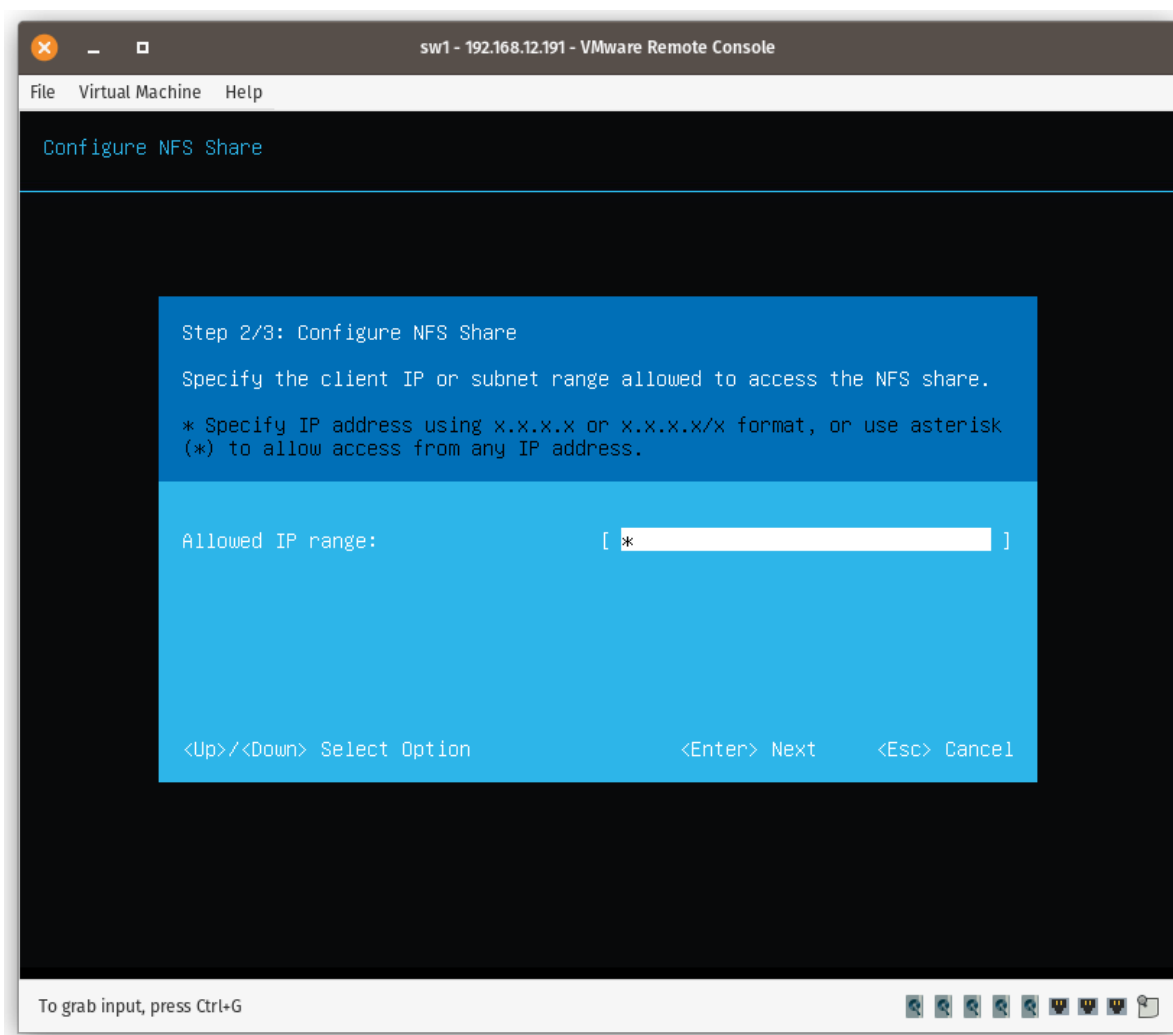 sw1 - 192.168.12.191 - VMware Remote Console
File Virtual Machine Help
Configure NFS Share
Step 2/3: Configure NFS Share
Specify the client IP or subnet range allowed to access the NFS share.
* Specify IP address using x.x.x.x or x.x.x.x/x format, or use asterisk
(*) to allow access from any IP address.
Allowed IP range: [ * ]
<Up>/<Down> Select Option <Enter> Next <Esc> Cancel
To grab input, press Ctrl+G